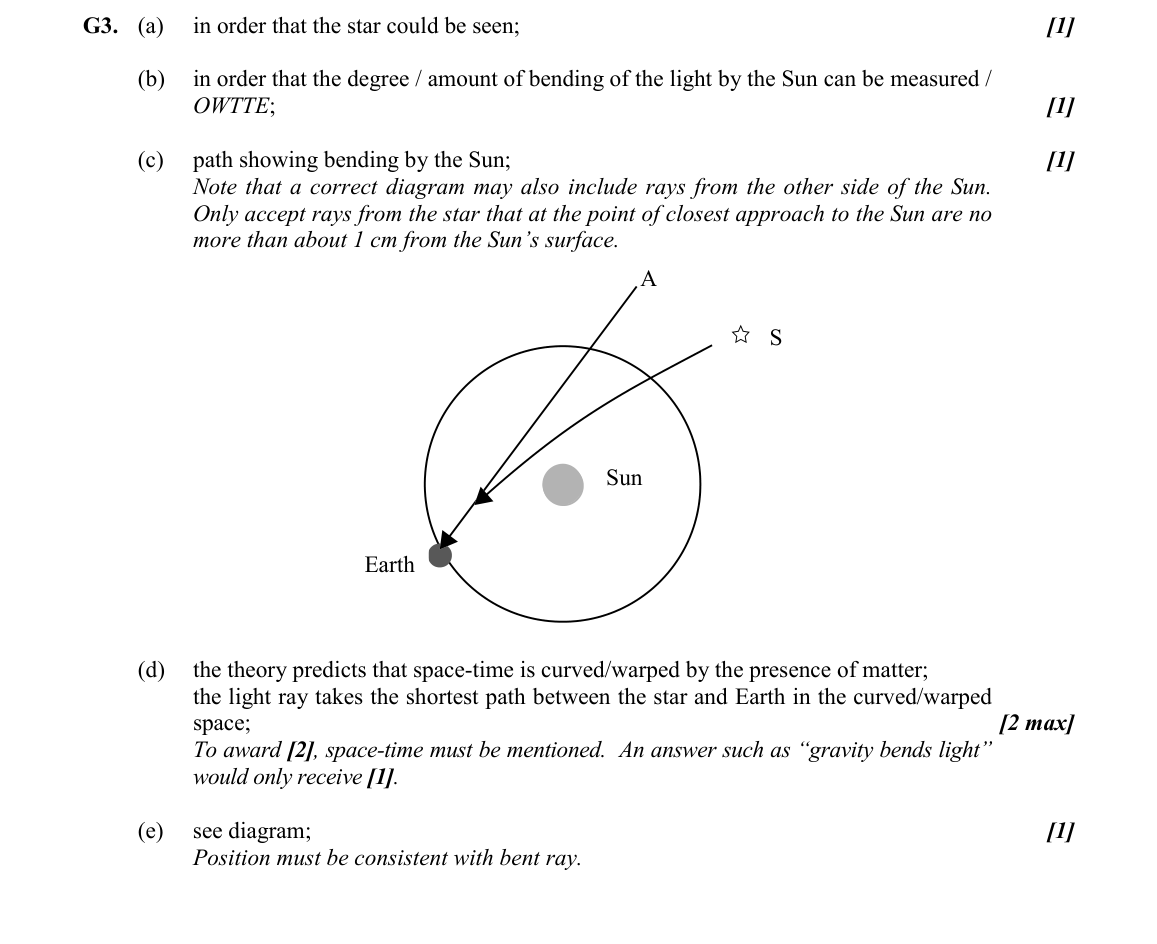 G3. (a) in order that the star could be seen; [1]
(b) in order that the degree / amount of bending of the light by the Sun can be measured /
OWTTE; [1]
(c) path showing bending by the Sun; [1]
Note that a correct diagram may also include rays from the other side of the Sun.
Only accept rays from the star that at the point of closest approach to the Sun are no
more than about 1 cm from the Sun’s surface.
A
S
Sun
Earth
(d) the theory predicts that space-time is curved/warped by the presence of matter;
the light ray takes the shortest path between the star and Earth in the curved/warped
space; [2 max]
To award [2], space-time must be mentioned. An answer such as “gravity bends light”
would only receive [1].
(e) see diagram; [1]
Position must be consistent with bent ray.